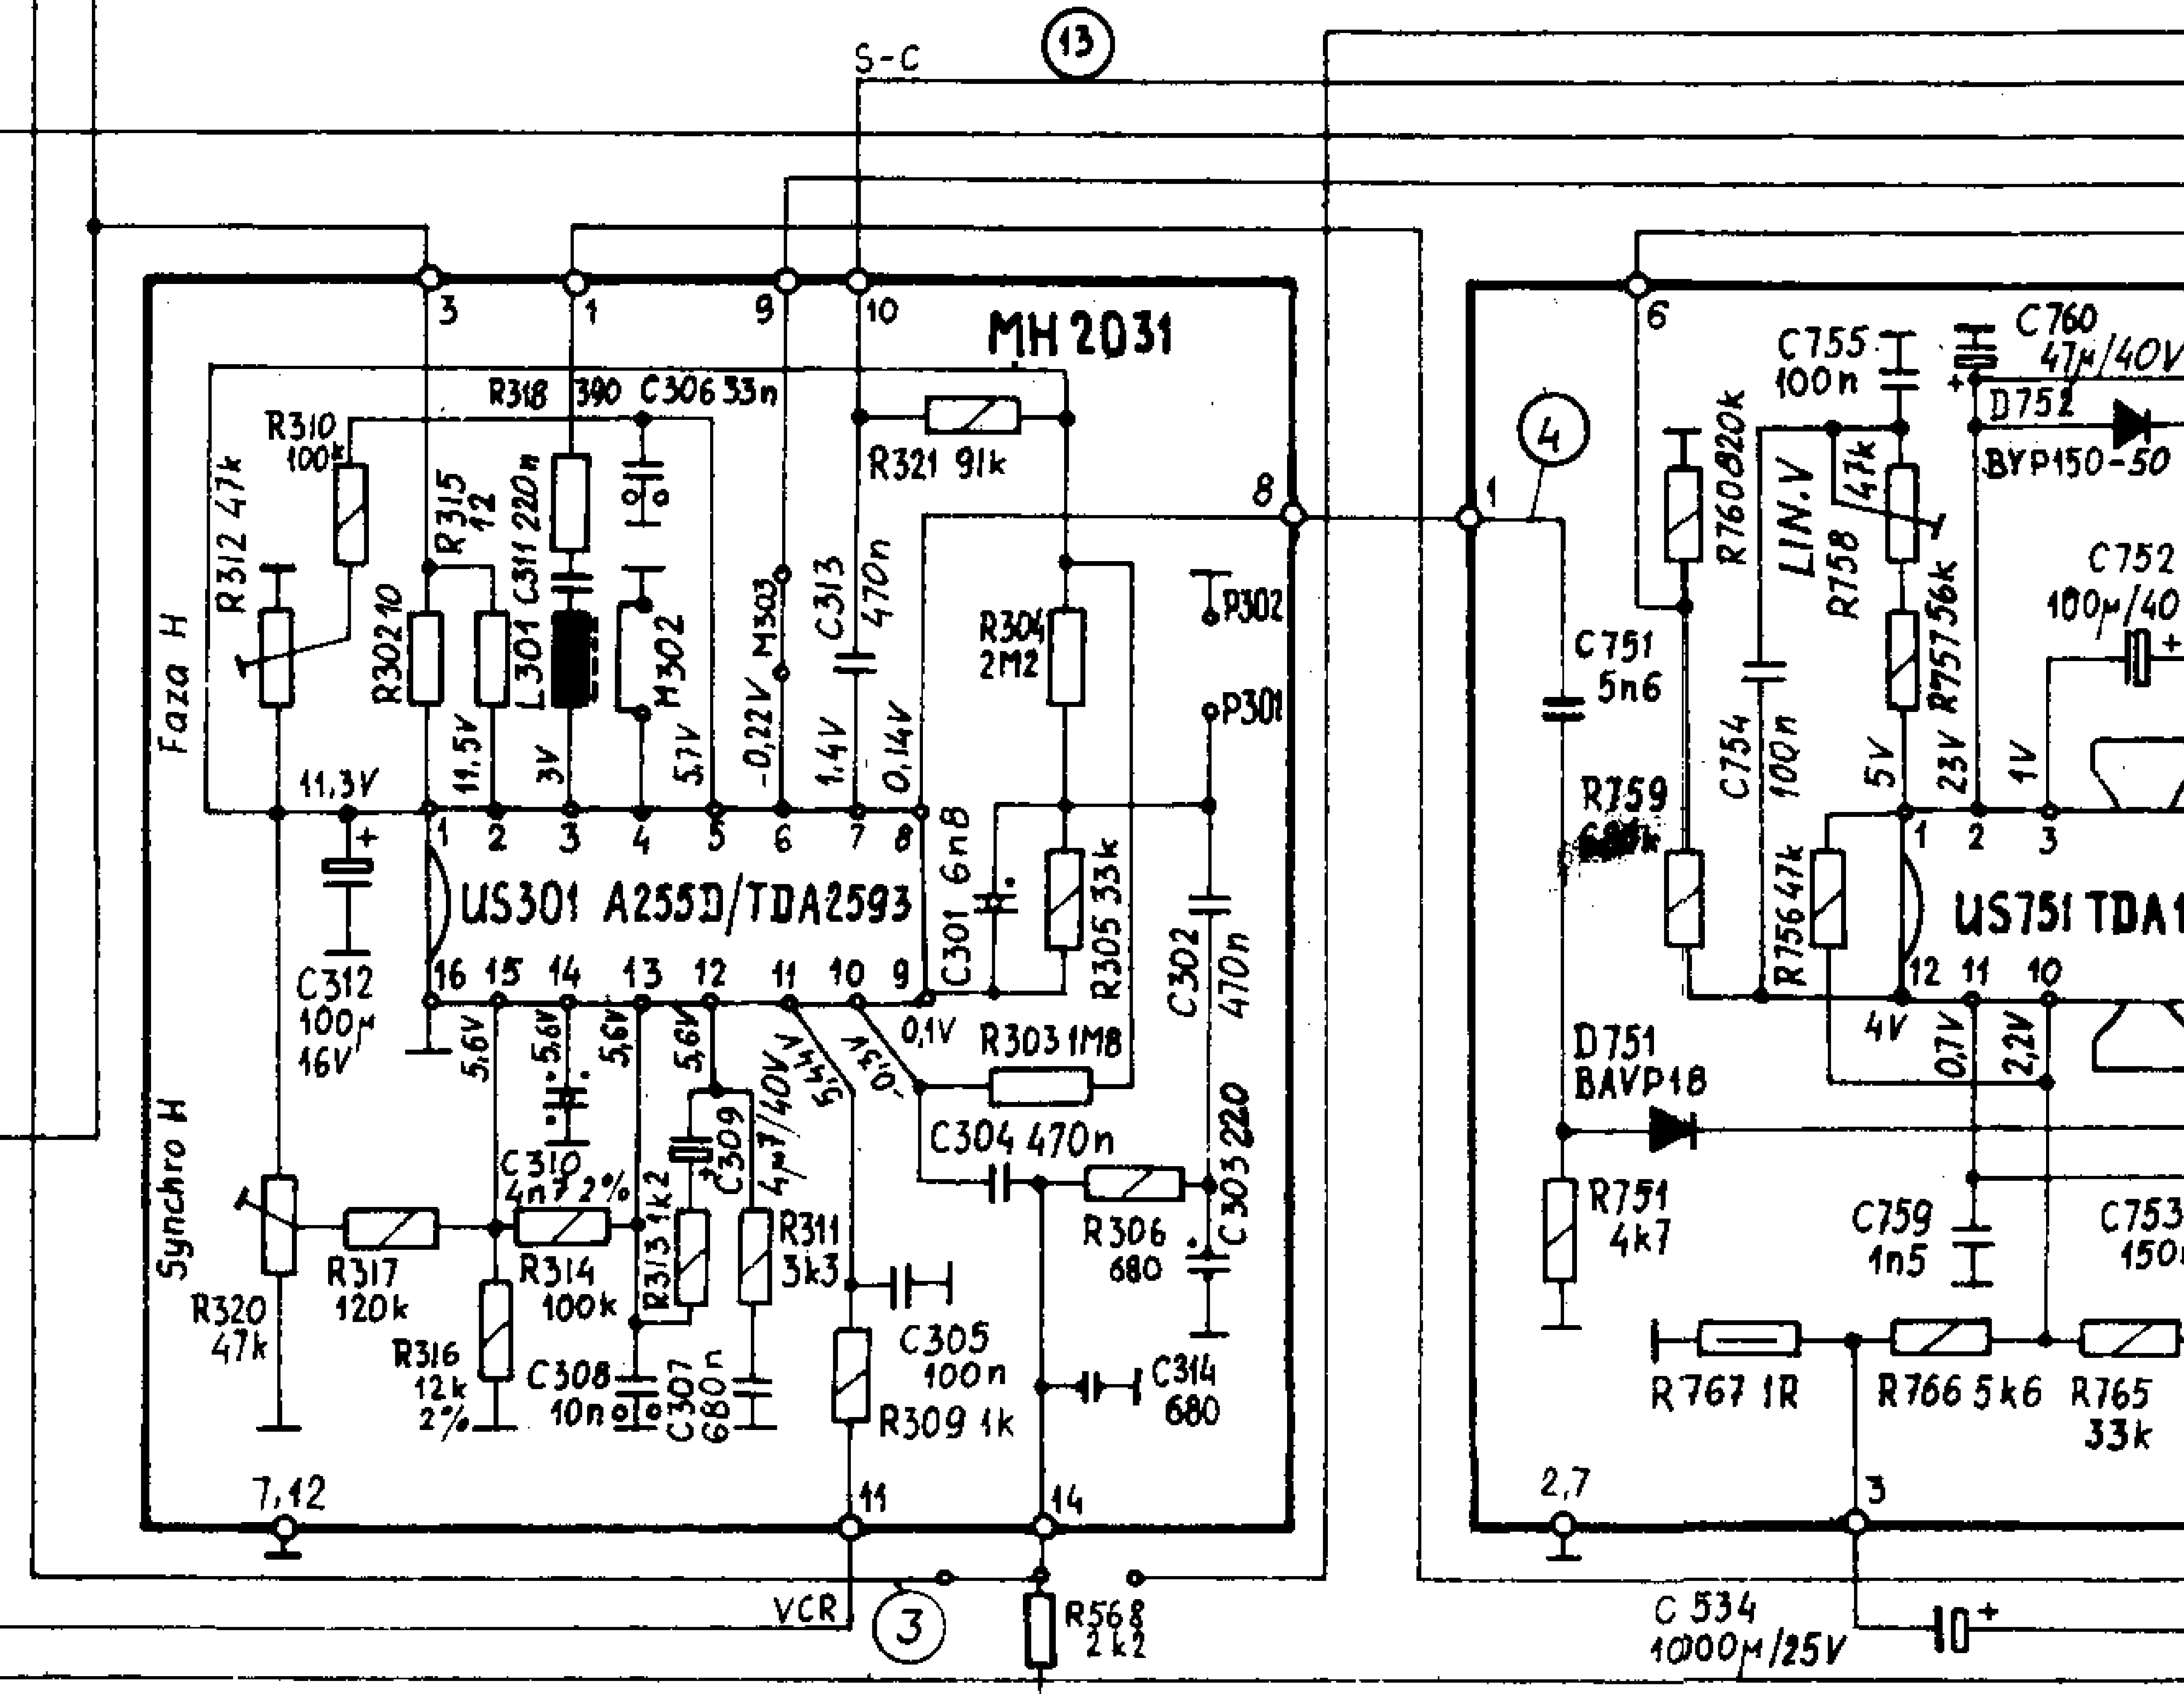 13
S-C
3
1
9
10
MH 2031
R318 390 C306 33n
R310
100k
R312 47k
R315
12
C311 220n
R321 91k
8
Faza H
R302 10
L301
M302
M303
C313
470n
R304
2M2
P302
P301
11,3V
11,5V
3V
5,7V
-0,22V
1,4V
0,14V
1 2 3 4 5 6 7 8
US301 A255D/TDA2593
16 15 14 13 12 11 10 9
C312
100µ
16V
C301 6n8
R305 33k
C302
470n
5,6V
5,6V
5,6V
5,6V
0,1V
R303 1M8
C304 470n
Synchro H
C310
4n7 2%
C309
4µ7/40V
C303 220
R306
680
R320
47k
R317
120k
R314
100k
R313 1k2
R311
3k3
R316
12k
2%
C308
10n
C307
680n
C305
100n
R309 1k
C314
680
7,12
11
14
VCR
3
R568
2k2
4
1
6
C755
100n
C760
47µ/40V
D752
BYP150-50
R760 820k
LIN.V
R758 47k
R757 56k
C752
100µ/40
C751
5n6
C754
100n
5V
23V
1V
R759
1 2 3
R756 47k
US751 TDA1
12 11 10
4V
0,7V
2,2V
D751
BAVP18
R751
4k7
C759
1n5
C753
150
R767 1R
R766 5k6
R765
33k
2,7
3
C 534
1000µ/25V